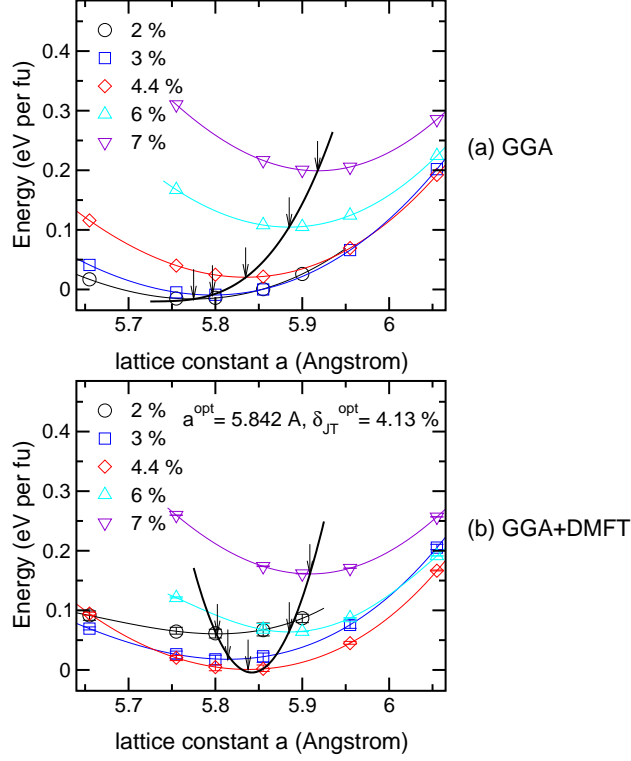 2 %
3 %
4.4 %
6 %
7 %
0
0.1
0.2
0.3
0.4
Energy (eV per fu)
5.7 5.8 5.9 6
lattice constant a (Angstrom)
(a) GGA
2 %
3 %
4.4 %
6 %
7 %
a^opt = 5.842 A, δ_JT^opt = 4.13 %
0
0.1
0.2
0.3
0.4
Energy (eV per fu)
5.7 5.8 5.9 6
lattice constant a (Angstrom)
(b) GGA+DMFT